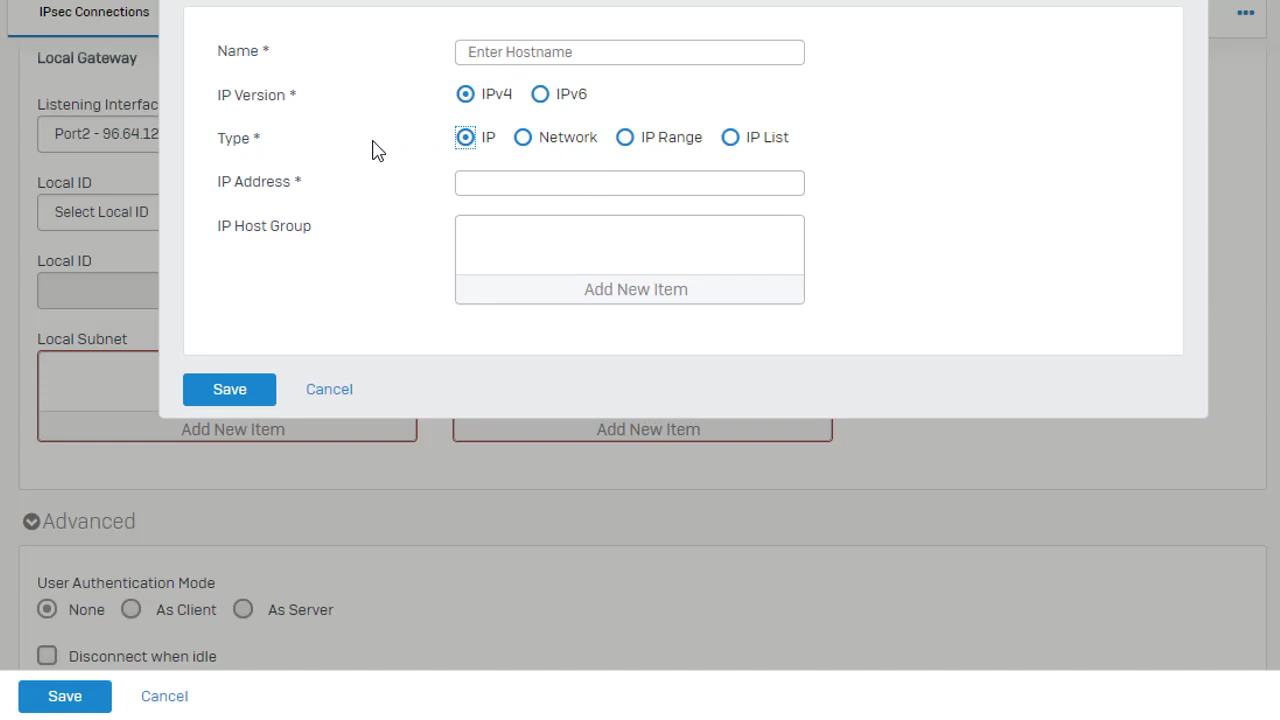 IPsec Connections
•••
Local Gateway
Name *
Enter Hostname
Listening Interfac
IP Version *
IPv4 IPv6
Port2 - 96.64.12
Type *
IP Network IP Range IP List
Local ID
Select Local ID
IP Address *
IP Host Group
Add New Item
Local ID
Local Subnet
Save Cancel
Add New Item Add New Item
Advanced
User Authentication Mode
None As Client As Server
Disconnect when idle
Save Cancel